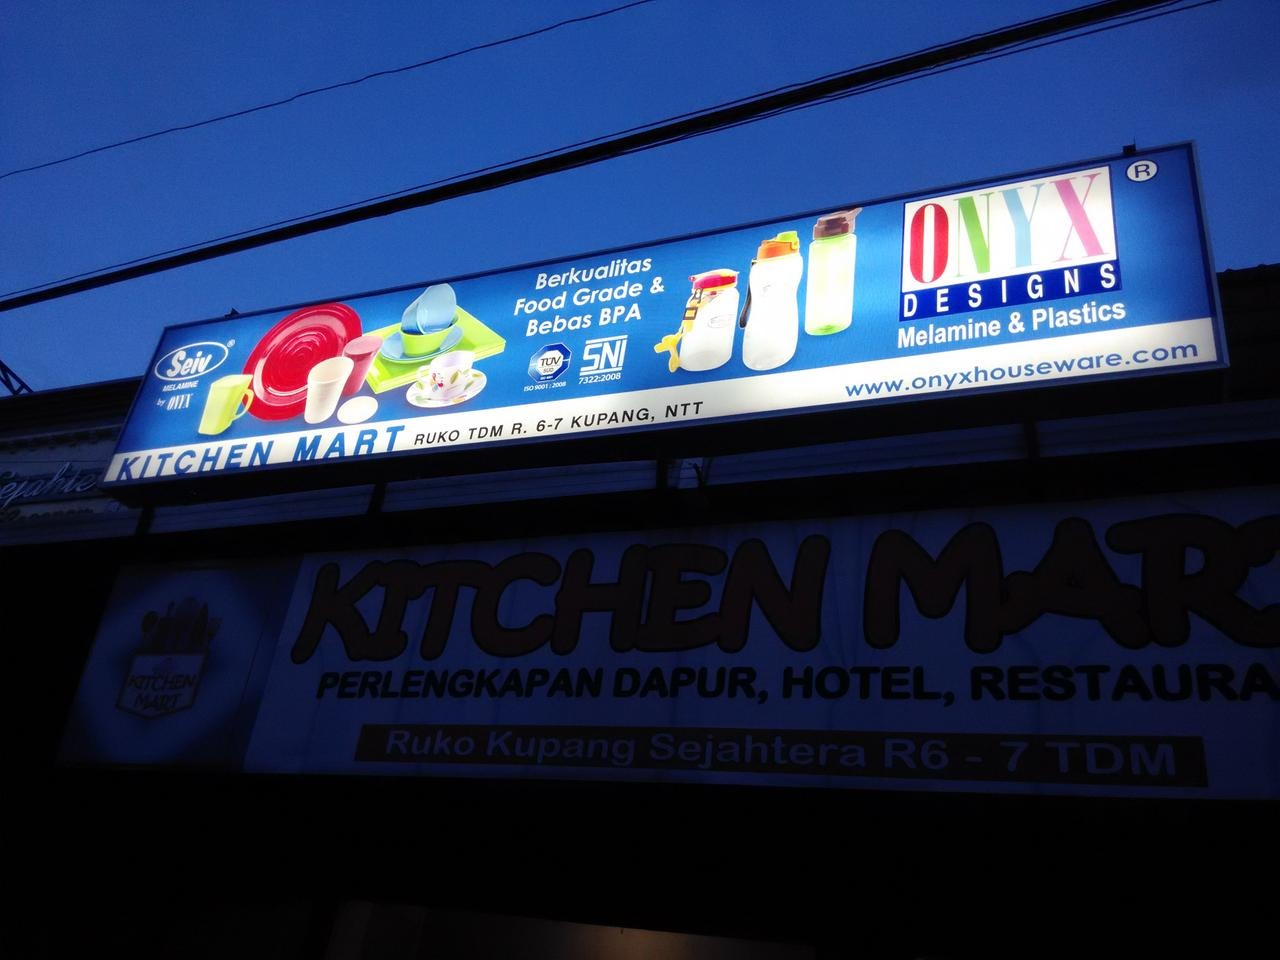 Seiv ®
MELAMINE
by ONYX
Berkualitas
Food Grade &
Bebas BPA
TÜV
ISO 9001 : 2008
SNI
7322:2008
ONYX ®
DESIGNS
Melamine & Plastics
www.onyxhouseware.com
KITCHEN MART RUKO TDM R. 6-7 KUPANG, NTT
KITCHEN
MART
KITCHEN MAR
PERLENGKAPAN DAPUR, HOTEL, RESTAURA
Ruko Kupang Sejahtera R6 - 7 TDM